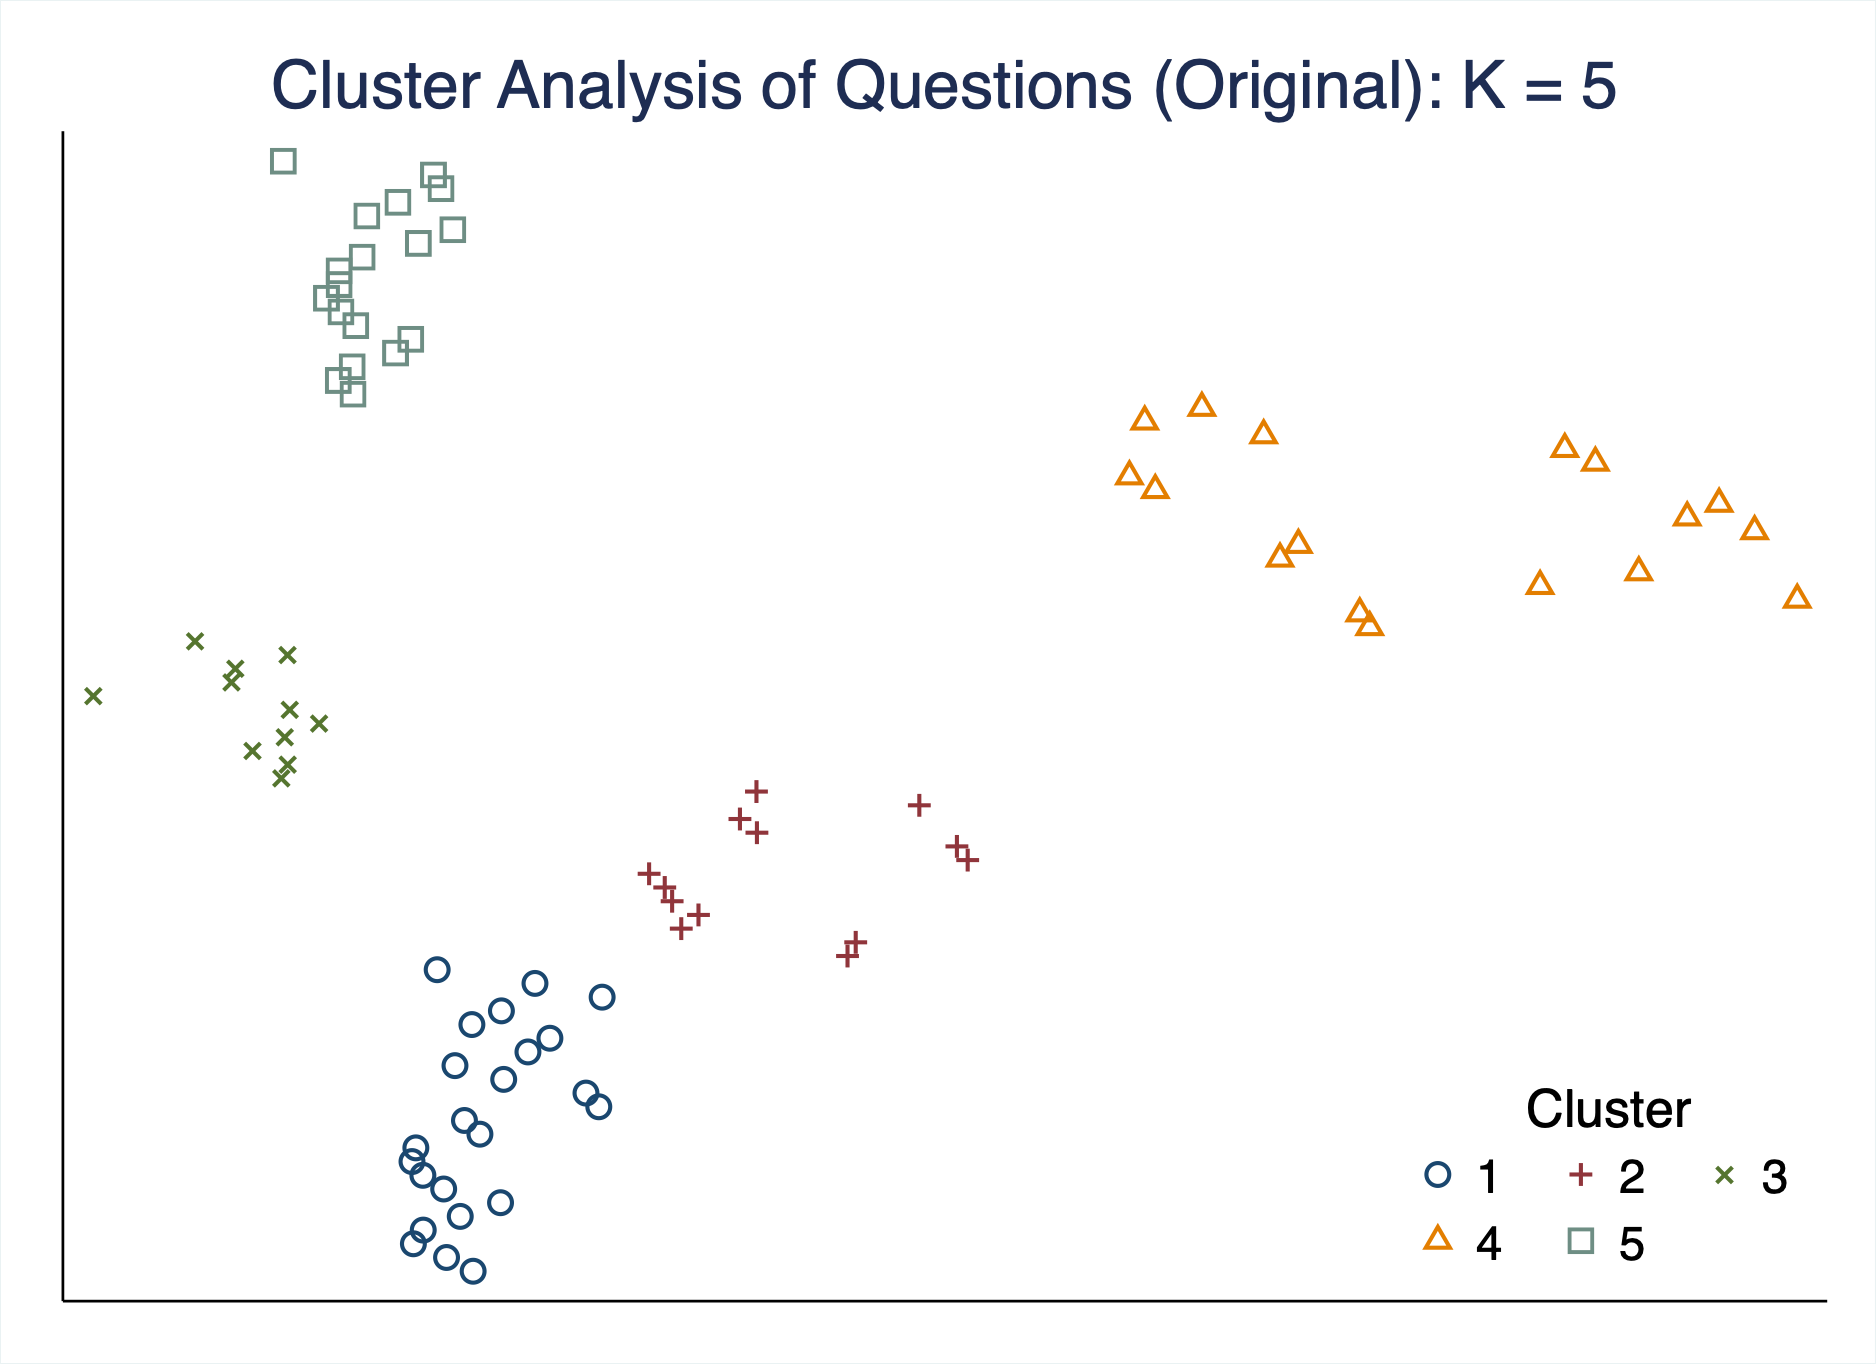 Cluster Analysis of Questions (Original): K = 5
Cluster
1 2 3
4 5